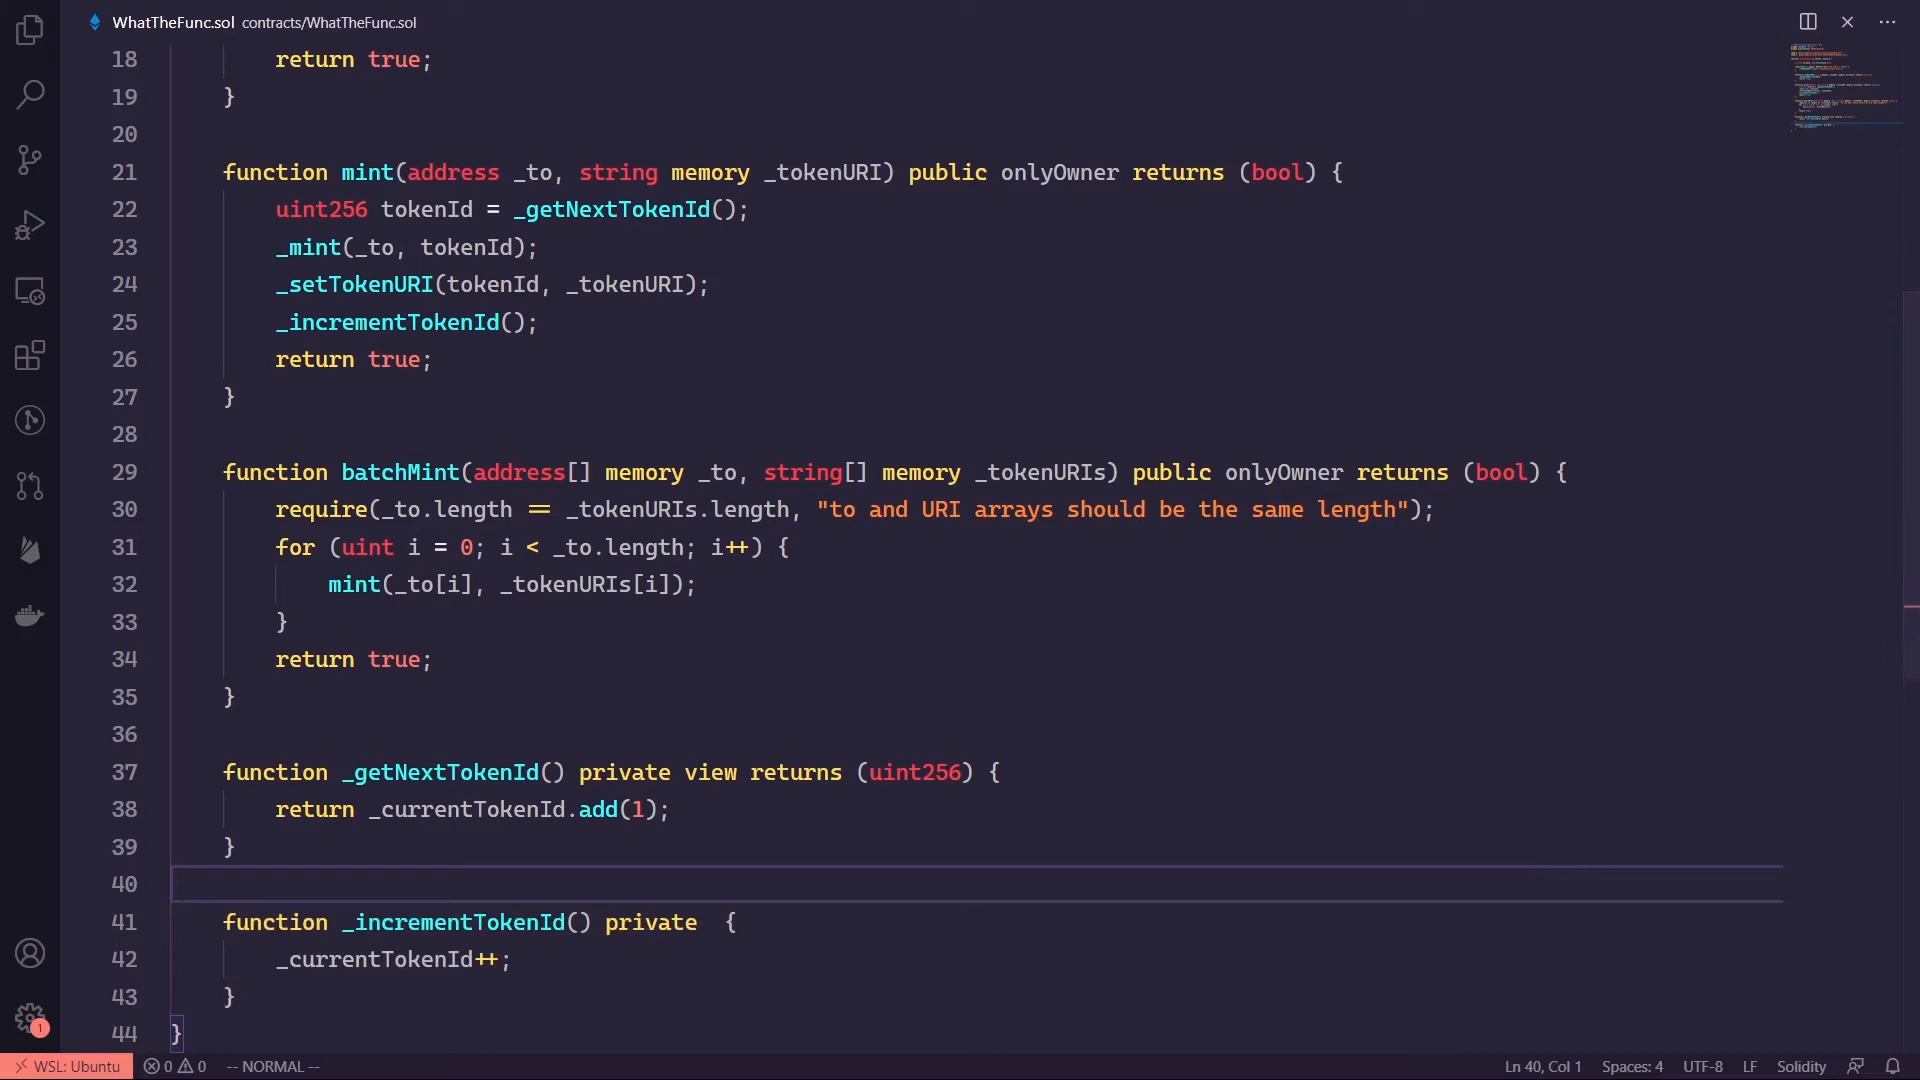 WhatTheFunc.sol contracts/WhatTheFunc.sol
18 return true;
19 }
20
21 function mint(address _to, string memory _tokenURI) public onlyOwner returns (bool) {
22 uint256 tokenId = _getNextTokenId();
23 _mint(_to, tokenId);
24 _setTokenURI(tokenId, _tokenURI);
25 _incrementTokenId();
26 return true;
27 }
28
29 function batchMint(address[] memory _to, string[] memory _tokenURIs) public onlyOwner returns (bool) {
30 require(_to.length == _tokenURIs.length, "to and URI arrays should be the same length");
31 for (uint i = 0; i < _to.length; i++) {
32 mint(_to[i], _tokenURIs[i]);
33 }
34 return true;
35 }
36
37 function _getNextTokenId() private view returns (uint256) {
38 return _currentTokenId.add(1);
39 }
40
41 function _incrementTokenId() private  {
42 _currentTokenId++;
43 }
44 }
1
WSL: Ubuntu 0 0 -- NORMAL -- Ln 40, Col 1 Spaces: 4 UTF-8 LF Solidity